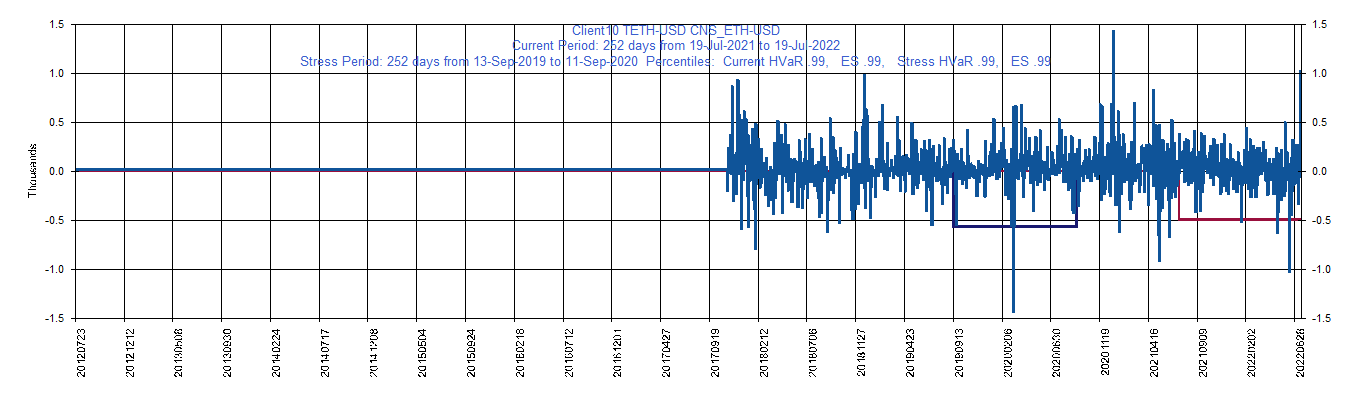 Client10 TETH-USD CNS_ETH-USD
Current Period: 252 days from 19-Jul-2021 to 19-Jul-2022
Stress Period: 252 days from 13-Sep-2019 to 11-Sep-2020 Percentiles: Current HVaR .99, ES .99, Stress HVaR .99, ES .99
1.5 1.5
1.0 1.0
0.5 0.5
0.0 0.0
-0.5 -0.5
-1.0 -1.0
-1.5 -1.5
Thousands
20120723 20121212 20130508 20130930 20140224 20140717 20141208 20150504 20150924 20160218 20160712 20161201 20170427 20170919 20180212 20180706 20181127 20190423 20190913 20200206 20200630 20201119 20210416 20210909 20220202 20220628